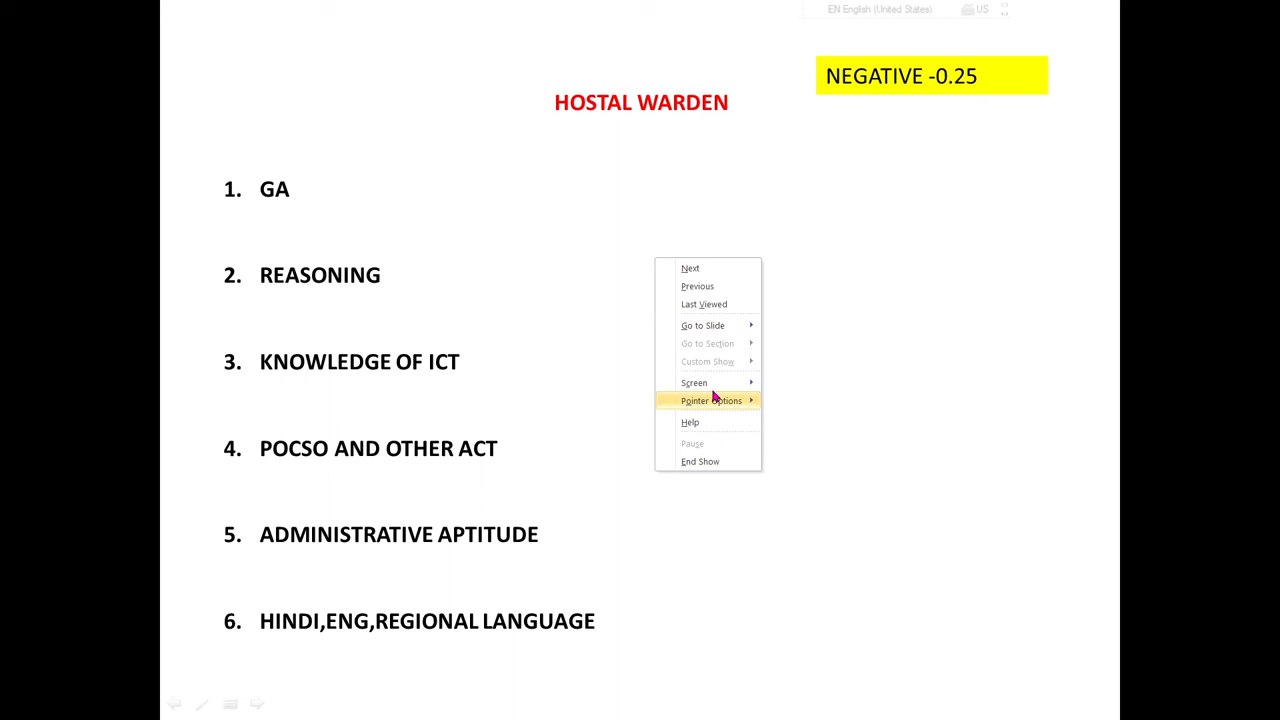 EN English (United States) US
NEGATIVE -0.25
HOSTAL WARDEN
1. GA
2. REASONING
3. KNOWLEDGE OF ICT
4. POCSO AND OTHER ACT
5. ADMINISTRATIVE APTITUDE
6. HINDI,ENG,REGIONAL LANGUAGE
Next
Previous
Last Viewed
Go to Slide
Go to Section
Custom Show
Screen
Pointer Options
Help
Pause
End Show